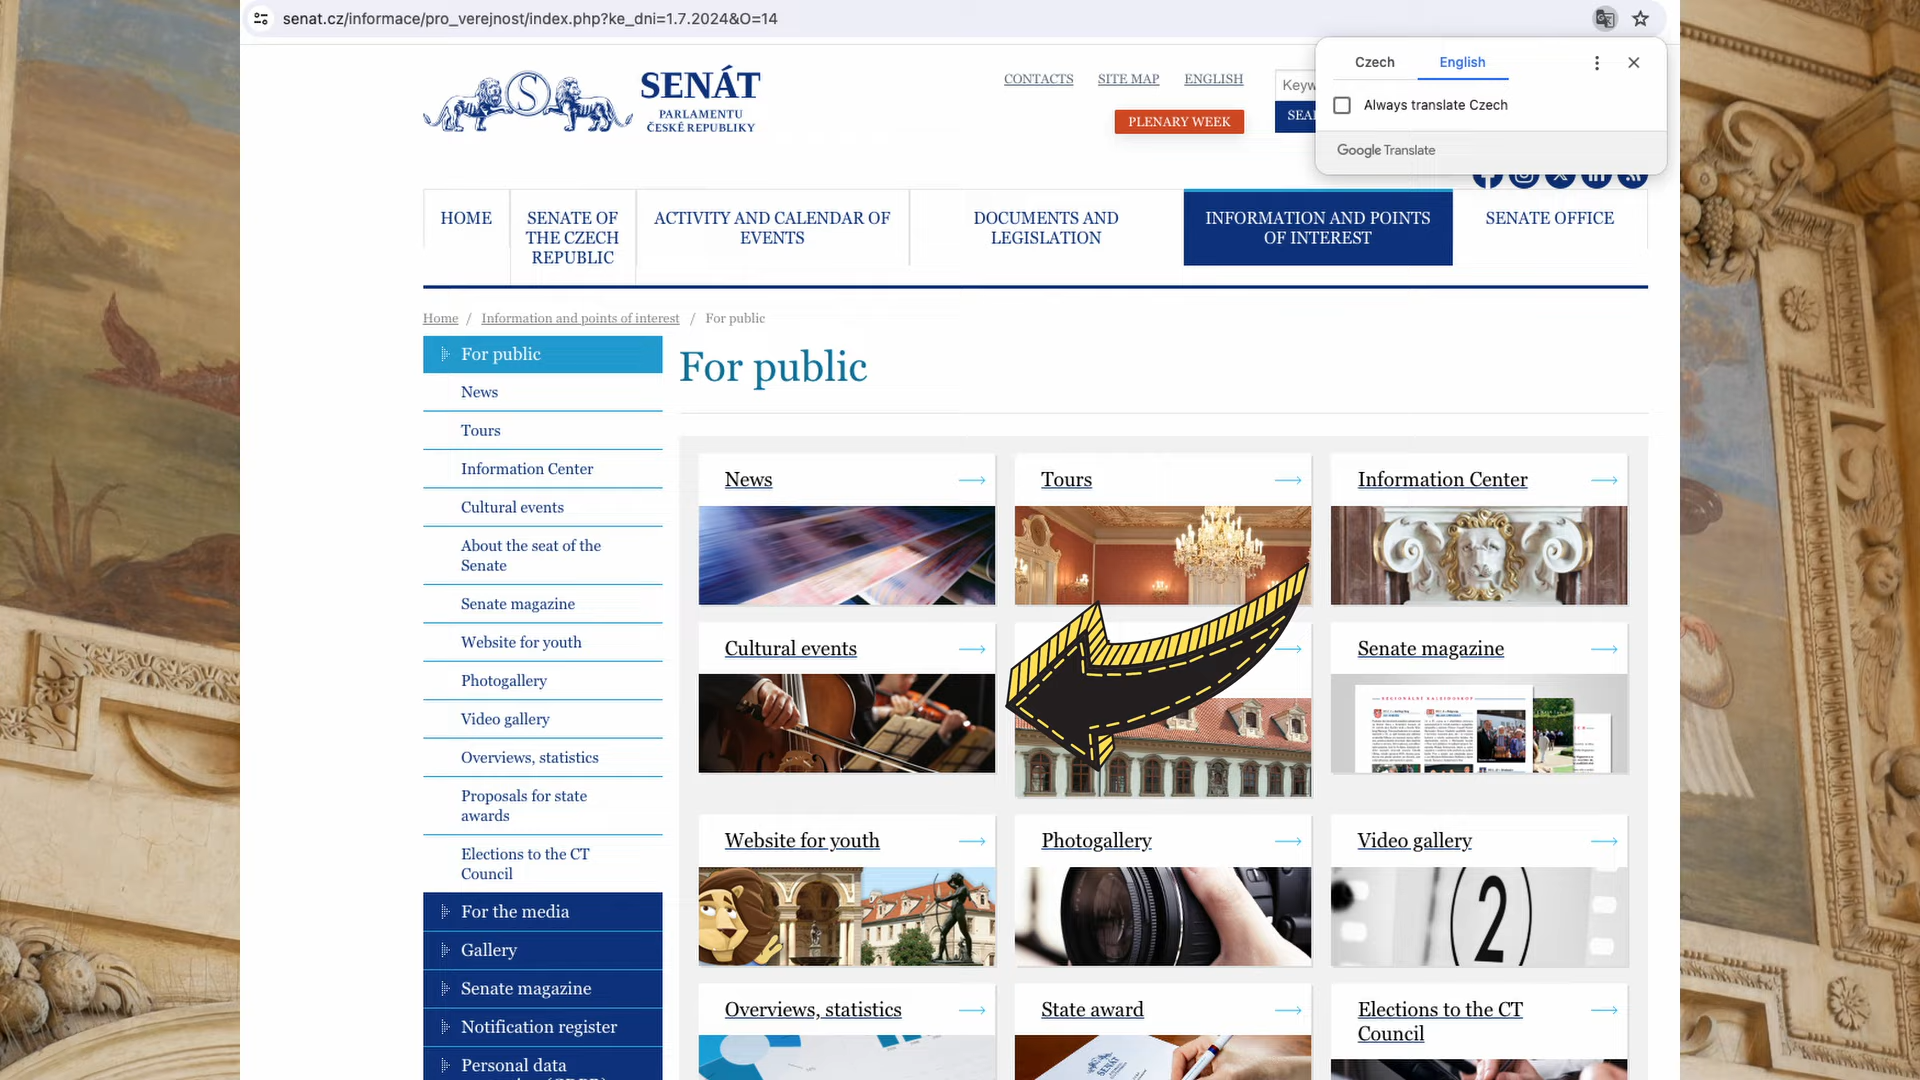 senat.cz/informace/pro_verejnost/index.php?ke_dni=1.7.2024&O=14
Czech
English
Always translate Czech
Google Translate
SENÁT
PARLAMENTU
ČESKÉ REPUBLIKY
CONTACTS
SITE MAP
ENGLISH
PLENARY WEEK
Keyw
SEA
HOME
SENATE OF
THE CZECH
REPUBLIC
ACTIVITY AND CALENDAR OF
EVENTS
DOCUMENTS AND
LEGISLATION
INFORMATION AND POINTS
OF INTEREST
SENATE OFFICE
Home / Information and points of interest / For public
For public
News
Tours
Information Center
Cultural events
About the seat of the
Senate
Senate magazine
Website for youth
Photogallery
Video gallery
Overviews, statistics
Proposals for state
awards
Elections to the CT
Council
For the media
Gallery
Senate magazine
Notification register
Personal data
For public
News
Tours
Information Center
Cultural events
Senate magazine
Website for youth
Photogallery
Video gallery
2
Overviews, statistics
State award
Elections to the CT
Council
SENÁT